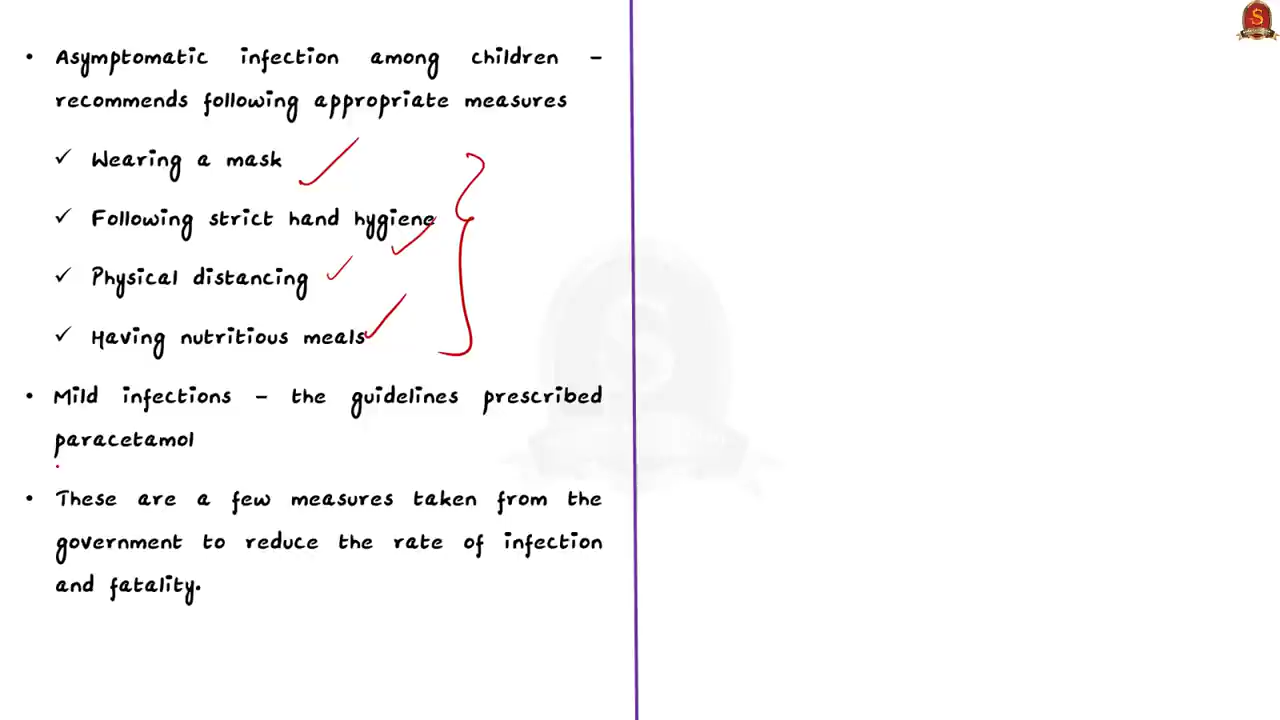 • Asymptomatic infection among children –
recommends following appropriate measures
✓ Wearing a mask
✓ Following strict hand hygiene
✓ Physical distancing
✓ Having nutritious meals
• Mild infections – the guidelines prescribed
paracetamol
• These are a few measures taken from the
government to reduce the rate of infection
and fatality.